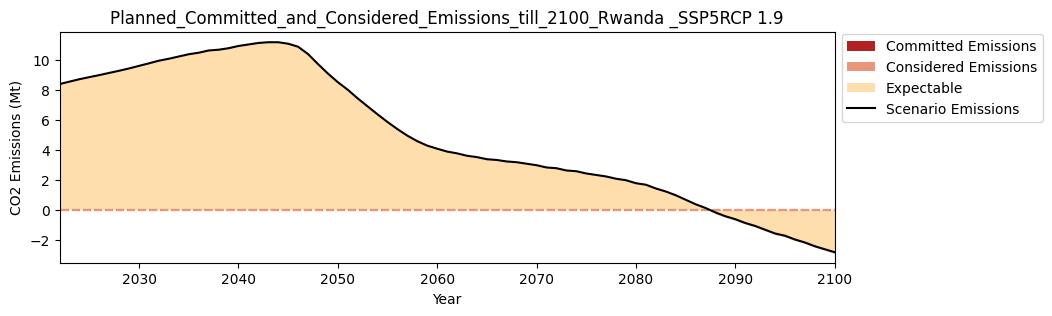 Planned_Committed_and_Considered_Emissions_till_2100_Rwanda _SSP5RCP 1.9
Committed Emissions
Considered Emissions
Expectable
Scenario Emissions
CO2 Emissions (Mt)
10
8
6
4
2
0
−2
2030 2040 2050 2060 2070 2080 2090 2100
Year